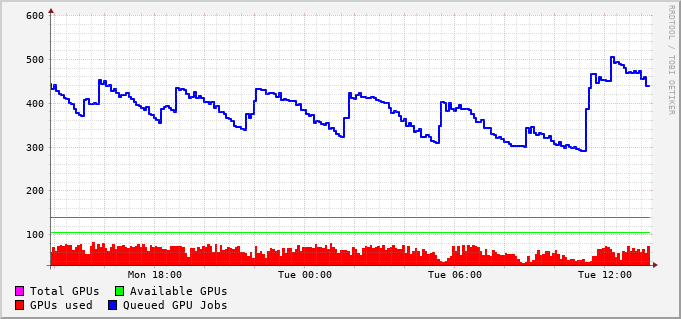 600
500
400
300
200
100
Mon 18:00 Tue 00:00 Tue 06:00 Tue 12:00
Total GPUs Available GPUs
GPUs used Queued GPU Jobs
RRDTOOL / TOBI OETIKER